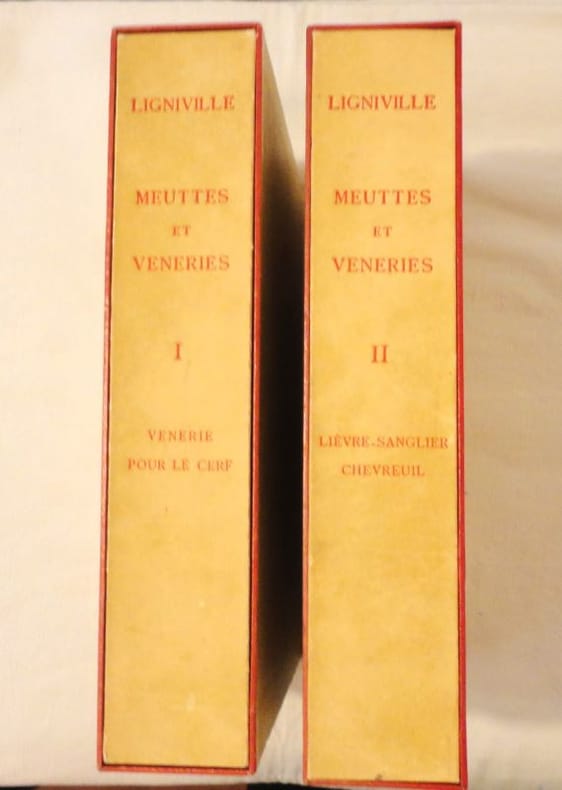 LIGNIVILLE
MEUTTES
ET
VENERIES
I
VENERIE
POUR LE CERF
LIGNIVILLE
MEUTTES
ET
VENERIES
II
LIÈVRE-SANGLIER
CHEVREUIL